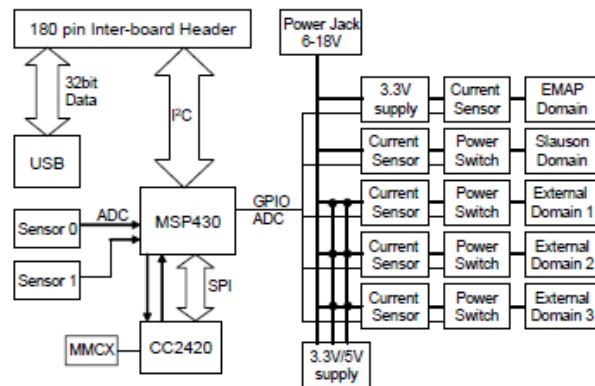 180 pin Inter-board Header
Power Jack
6-18V
32bit
Data
I²C
USB
3.3V
supply
Current
Sensor
EMAP
Domain
Current
Sensor
Power
Switch
Slauson
Domain
Sensor 0
ADC
MSP430
GPIO
ADC
Current
Sensor
Power
Switch
External
Domain 1
Sensor 1
SPI
Current
Sensor
Power
Switch
External
Domain 2
MMCX
CC2420
Current
Sensor
Power
Switch
External
Domain 3
3.3V/5V
supply